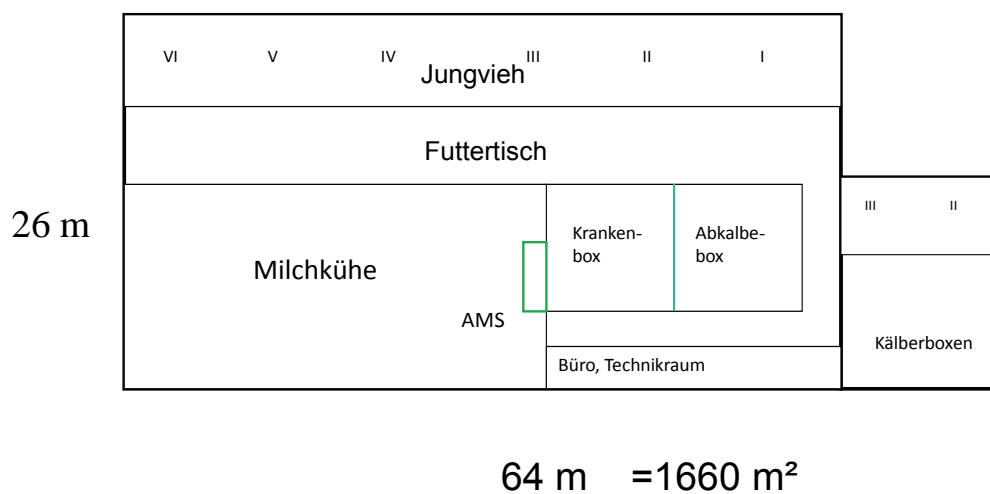 VI V IV III II I
Jungvieh
Futtertisch
26 m
III II
Kranken-
box
Abkalbe-
box
Milchkühe
AMS
Kälberboxen
Büro, Technikraum
64 m =1660 m²